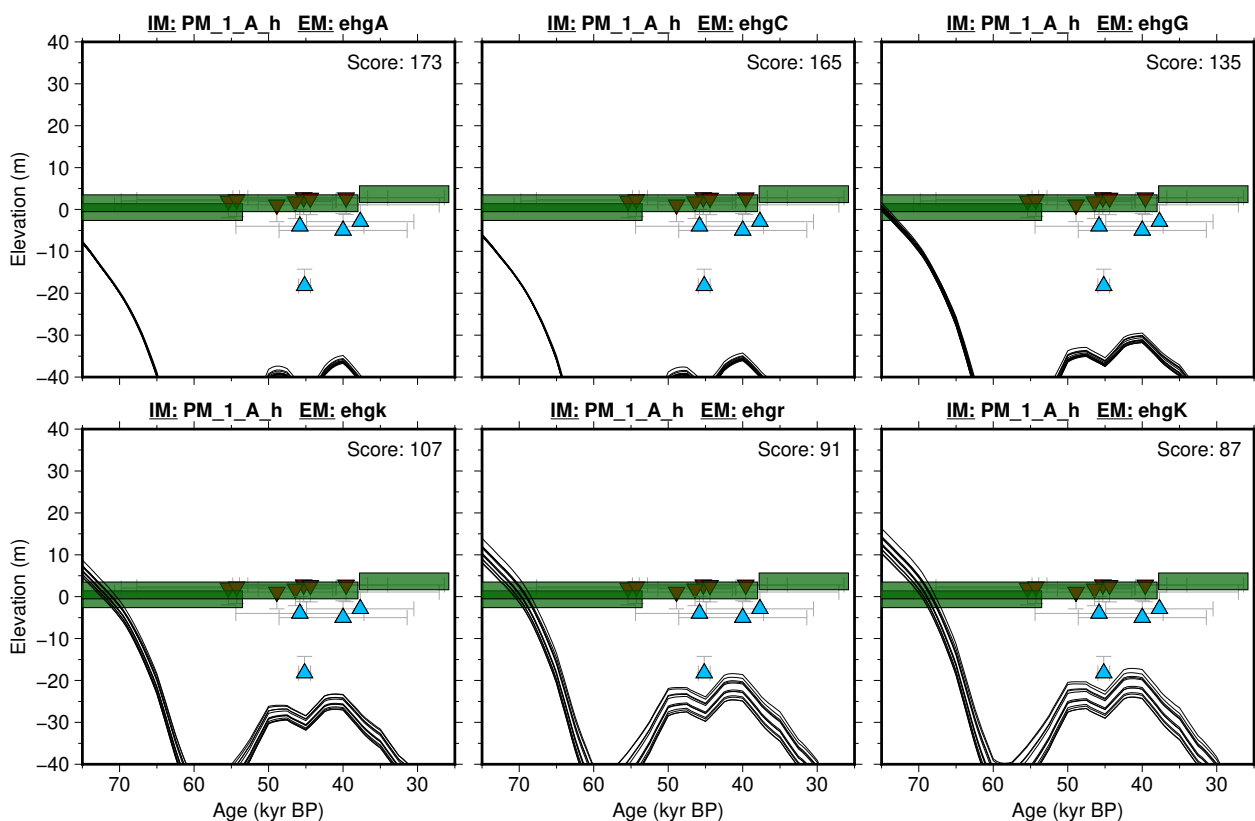 IM: PM_1_A_h EM: ehgA
IM: PM_1_A_h EM: ehgC
IM: PM_1_A_h EM: ehgG
Score: 173
Score: 165
Score: 135
Elevation (m)
40
30
20
10
0
−10
−20
−30
−40
IM: PM_1_A_h EM: ehgk
IM: PM_1_A_h EM: ehgr
IM: PM_1_A_h EM: ehgK
Score: 107
Score: 91
Score: 87
Elevation (m)
40
30
20
10
0
−10
−20
−30
−40
70 60 50 40 30
70 60 50 40 30
70 60 50 40 30
Age (kyr BP)
Age (kyr BP)
Age (kyr BP)